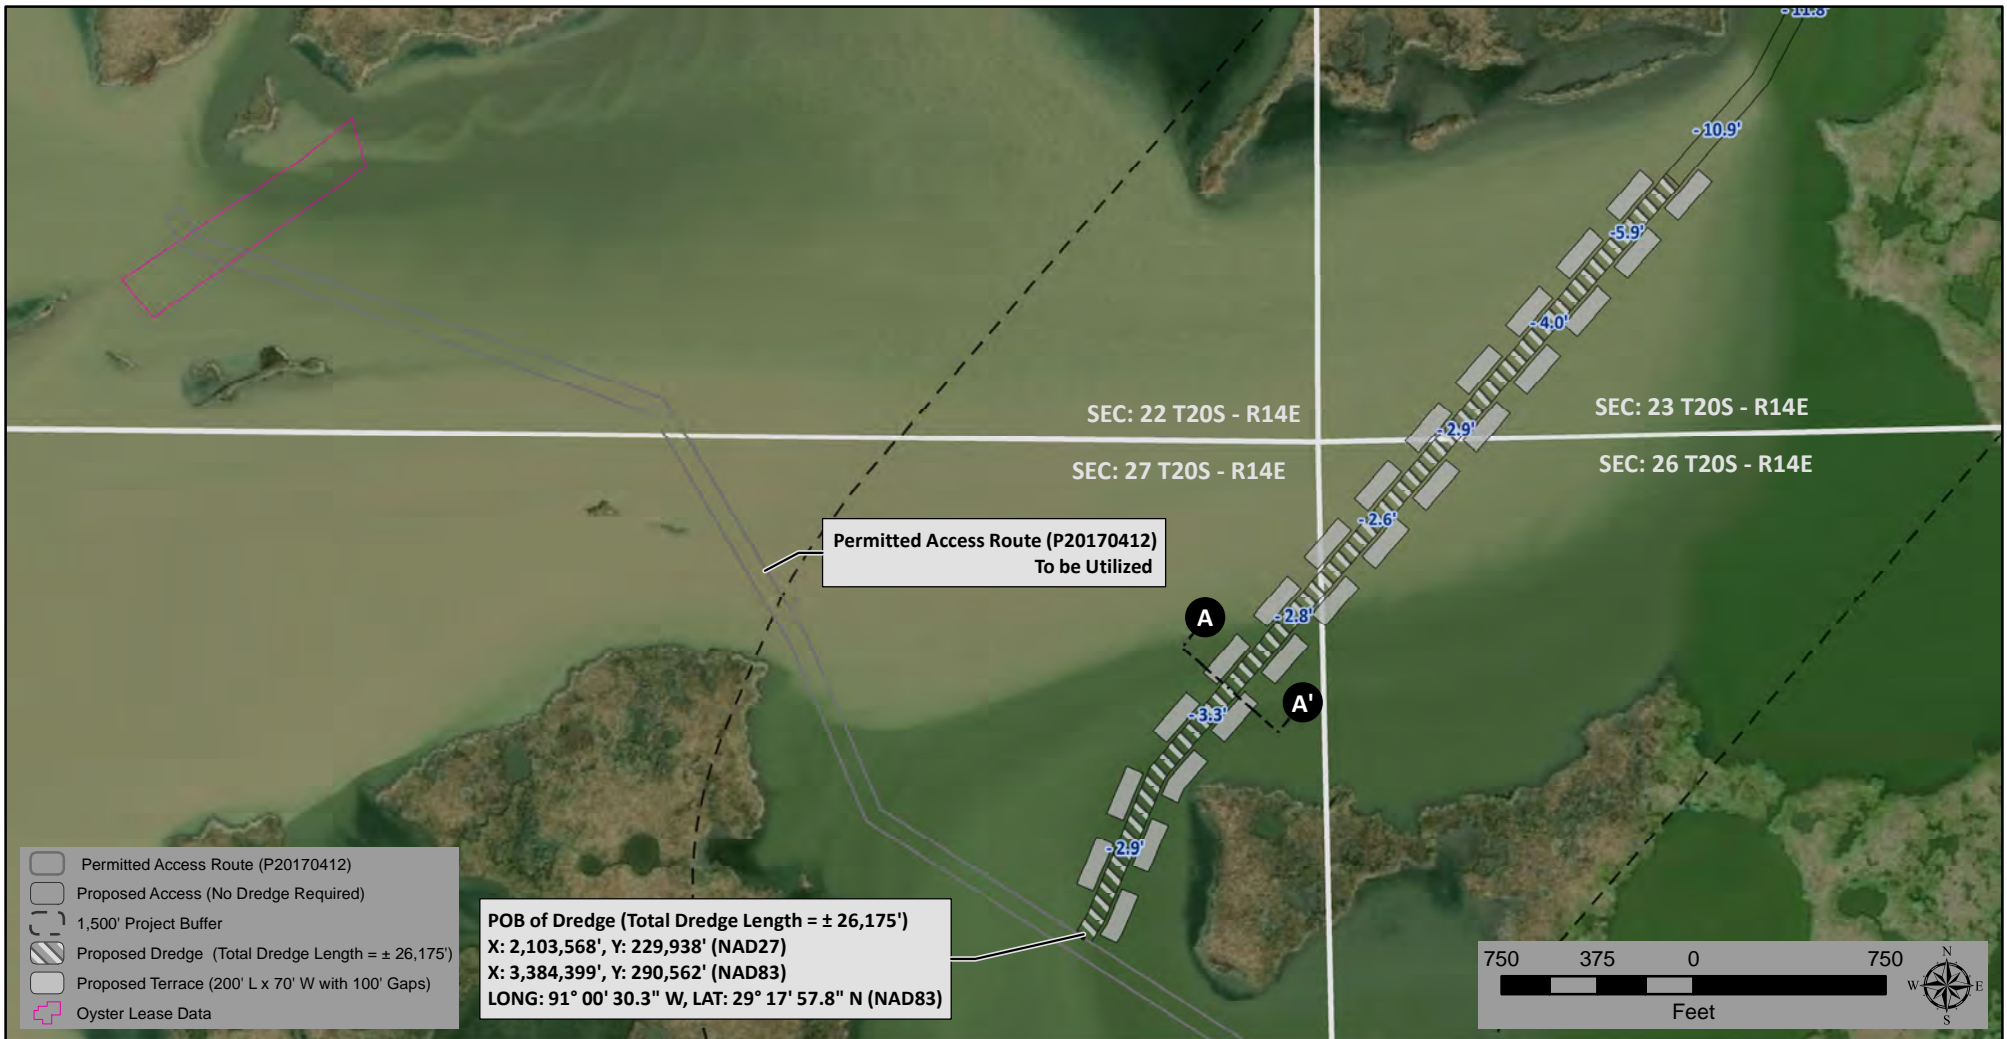 - 11.8'
- 10.9'
-5.9'
- 4.0'
SEC: 22 T20S - R14E
SEC: 23 T20S - R14E
- 2.9'
SEC: 27 T20S - R14E
SEC: 26 T20S - R14E
- 2.6'
Permitted Access Route (P20170412)
To be Utilized
A
- 2.8'
A'
- 3.3'
- 2.9'
Permitted Access Route (P20170412)
Proposed Access (No Dredge Required)
1,500' Project Buffer
Proposed Dredge (Total Dredge Length = ± 26,175')
Proposed Terrace (200' L x 70' W with 100' Gaps)
Oyster Lease Data
POB of Dredge (Total Dredge Length = ± 26,175')
X: 2,103,568', Y: 229,938' (NAD27)
X: 3,384,399', Y: 290,562' (NAD83)
LONG: 91° 00' 30.3" W, LAT: 29° 17' 57.8" N (NAD83)
750 375 0 750
Feet
N
W E
S